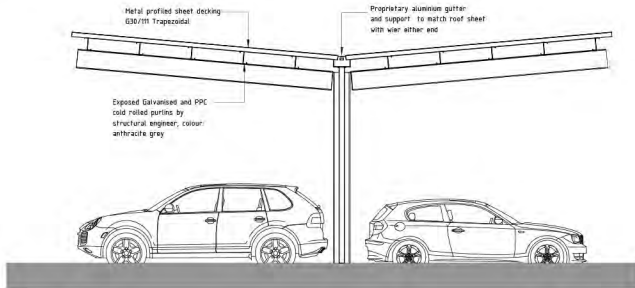 Metal profiled sheet decking
G30/111 Trapezoidal
Proprietary aluminium gutter
and support to match roof sheet
with wier either end
Exposed Galvanised and PPC
cold rolled purlins by
structural engineer, colour:
anthracite grey